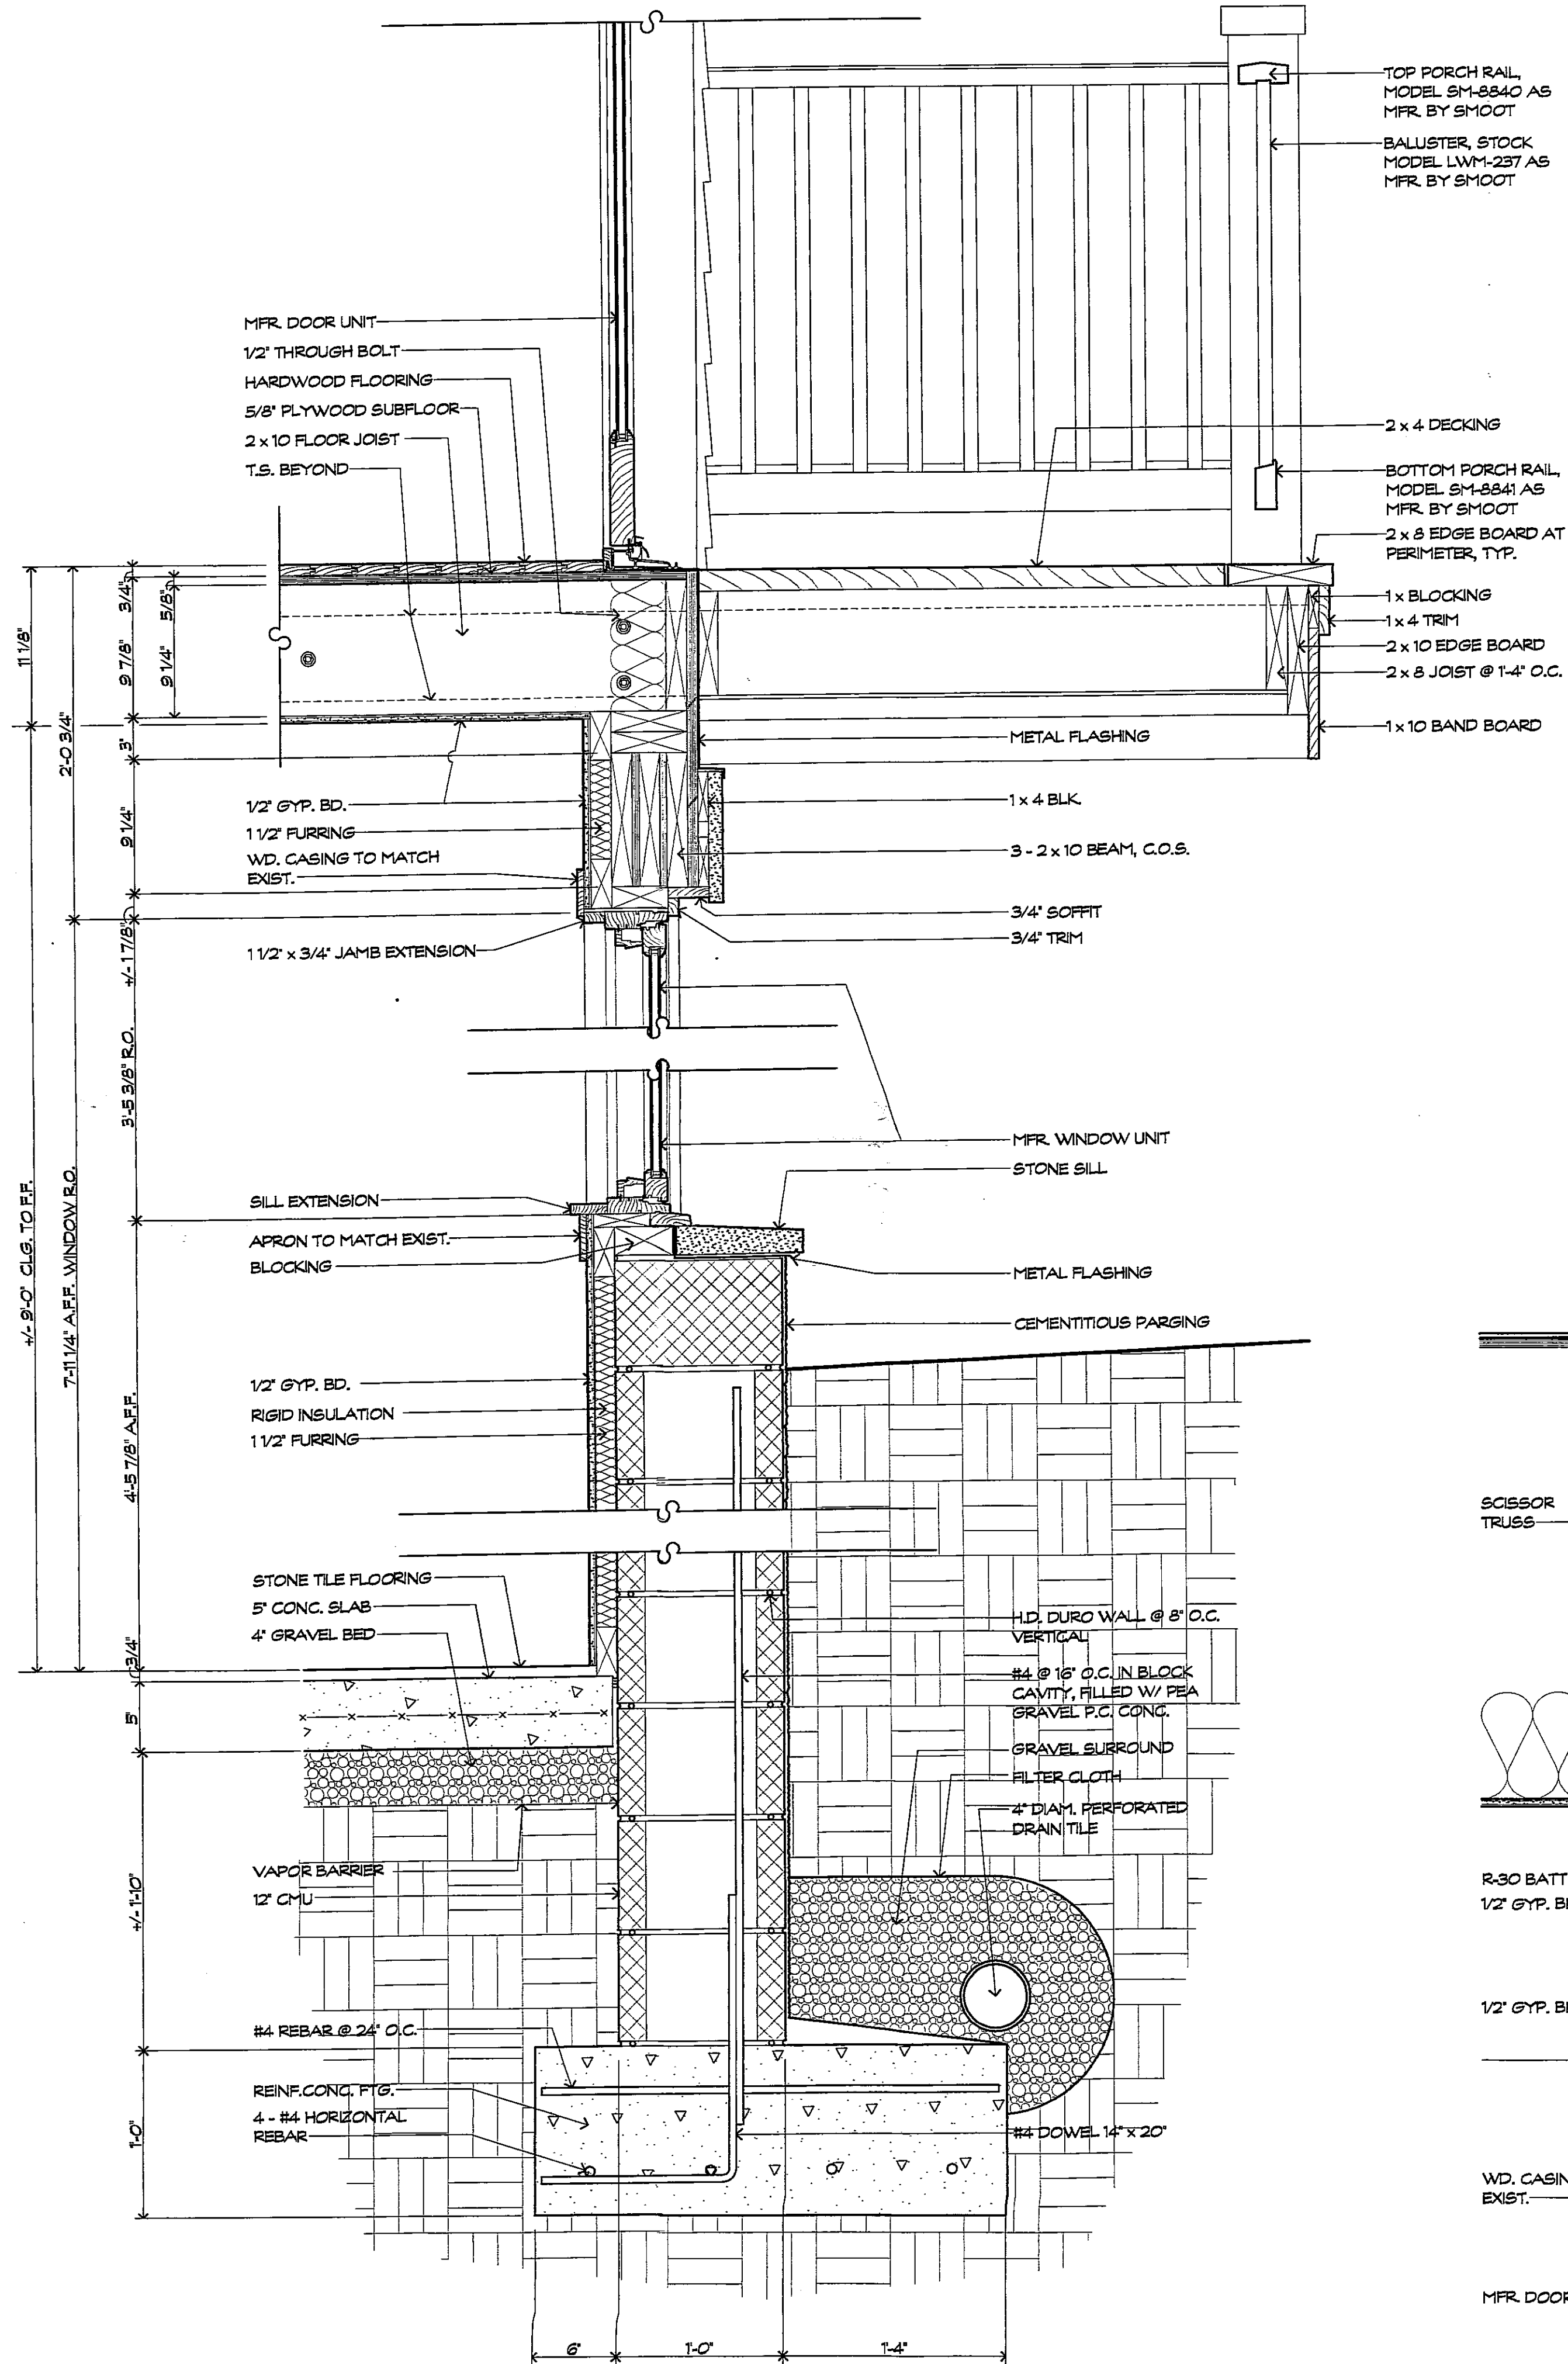 TOP PORCH RAIL,
MODEL SM-8840 AS
MFR. BY SMOOT
BALUSTER, STOCK
MODEL LWM-237 AS
MFR. BY SMOOT
MFR. DOOR UNIT
1/2" THROUGH BOLT
HARDWOOD FLOORING
5/8" PLYWOOD SUBFLOOR
2 x 10 FLOOR JOIST
T.S. BEYOND
2 x 4 DECKING
BOTTOM PORCH RAIL,
MODEL SM-8841 AS
MFR. BY SMOOT
2 x 8 EDGE BOARD AT
PERIMETER, TYP.
1 x BLOCKING
1 x 4 TRIM
2 x 10 EDGE BOARD
2 x 8 JOIST @ 1'-4" O.C.
1 x 10 BAND BOARD
METAL FLASHING
1 x 4 BLK.
3 - 2 x 10 BEAM, C.O.S.
3/4" SOFFIT
3/4" TRIM
1/2" GYP. BD.
1 1/2" FURRING
WD. CASING TO MATCH
EXIST.
1 1/2" x 3/4" JAMB EXTENSION
11 1/8"
2'-0 3/4"
3/4"
5/8"
9 7/8"
9 1/4"
3"
9 1/4"
+/- 1 7/8"
3'-5 3/8" R.O.
+/- 9'-0" CLG. TO F.F.
7'-11 1/4" A.F.F. WINDOW R.O.
4'-5 7/8" A.F.F.
3/4"
5"
+/- 1'-10"
1'-0"
MFR. WINDOW UNIT
STONE SILL
SILL EXTENSION
APRON TO MATCH EXIST.
BLOCKING
METAL FLASHING
CEMENTITIOUS PARGING
1/2" GYP. BD.
RIGID INSULATION
1 1/2" FURRING
STONE TILE FLOORING
5" CONC. SLAB
4" GRAVEL BED
H.D. DURO WALL @ 8" O.C.
VERTICAL
#4 @ 16" O.C. IN BLOCK
CAVITY, FILLED W/ PEA
GRAVEL P.C. CONC.
GRAVEL SURROUND
FILTER CLOTH
4" DIAM. PERFORATED
DRAIN TILE
VAPOR BARRIER
12" CMU
#4 REBAR @ 24" O.C.
REINF.CONC. FTG.
4 - #4 HORIZONTAL
REBAR
#4 DOWEL 14" x 20"
6"
1'-0"
1'-4"
SCISSOR
TRUSS
R-30 BATT
1/2" GYP. B
1/2" GYP. B
WD. CASIN
EXIST.
MFR. DOOR